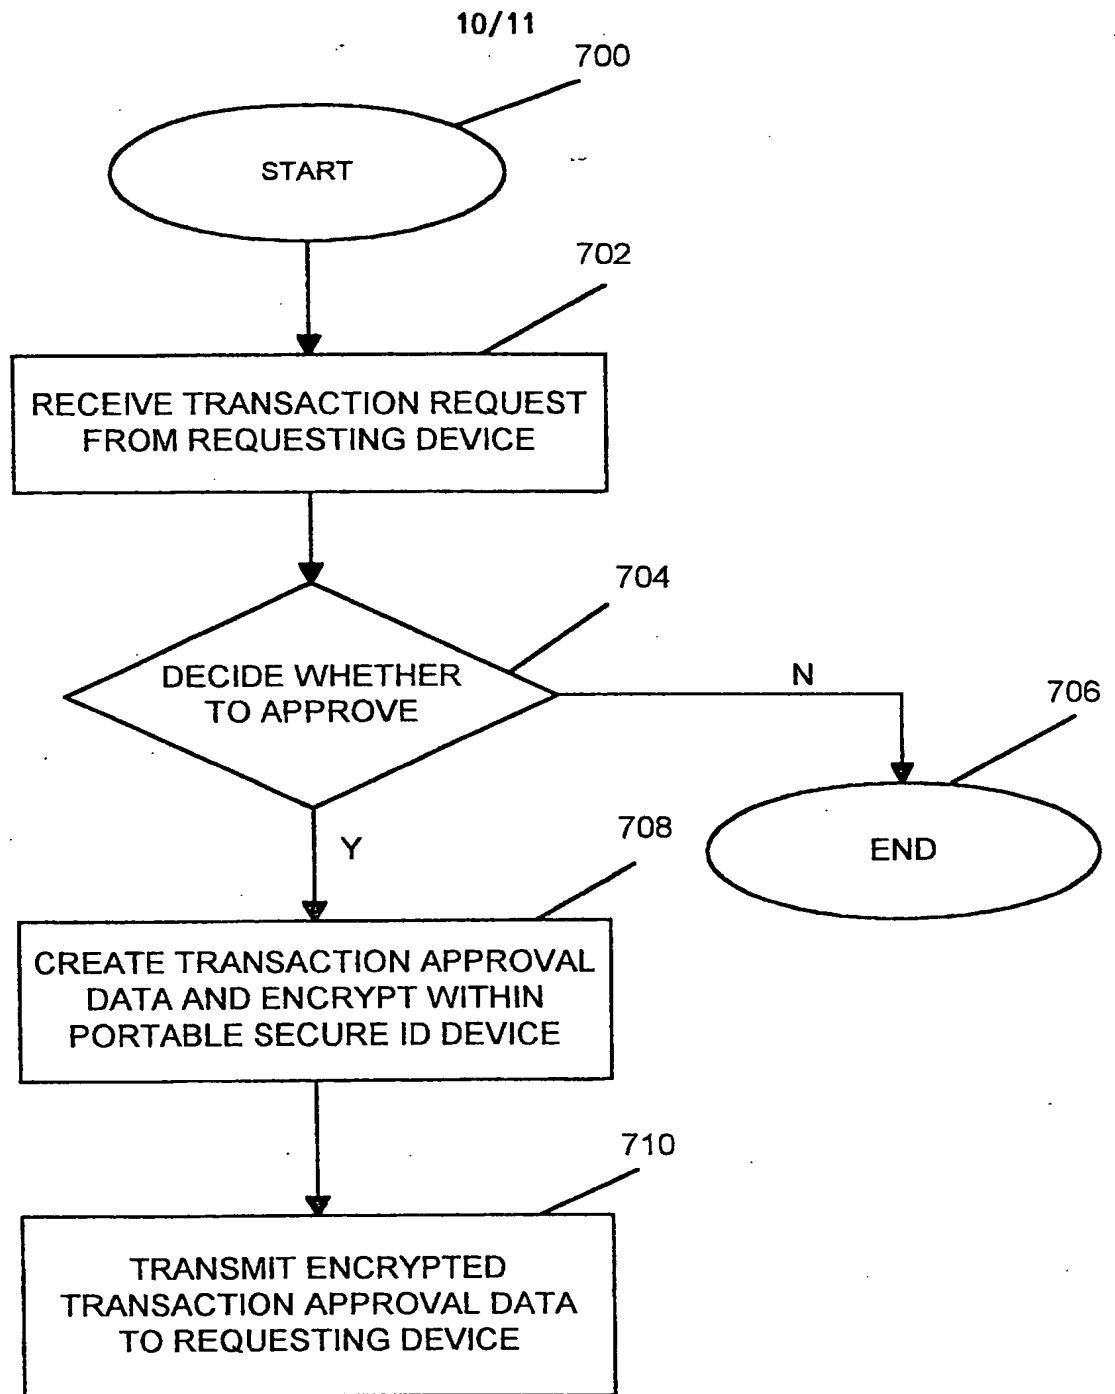 10/11
700
START
702
RECEIVE TRANSACTION REQUEST
FROM REQUESTING DEVICE
704
DECIDE WHETHER
TO APPROVE
N
706
END
Y
708
CREATE TRANSACTION APPROVAL
DATA AND ENCRYPT WITHIN
PORTABLE SECURE ID DEVICE
710
TRANSMIT ENCRYPTED
TRANSACTION APPROVAL DATA
TO REQUESTING DEVICE